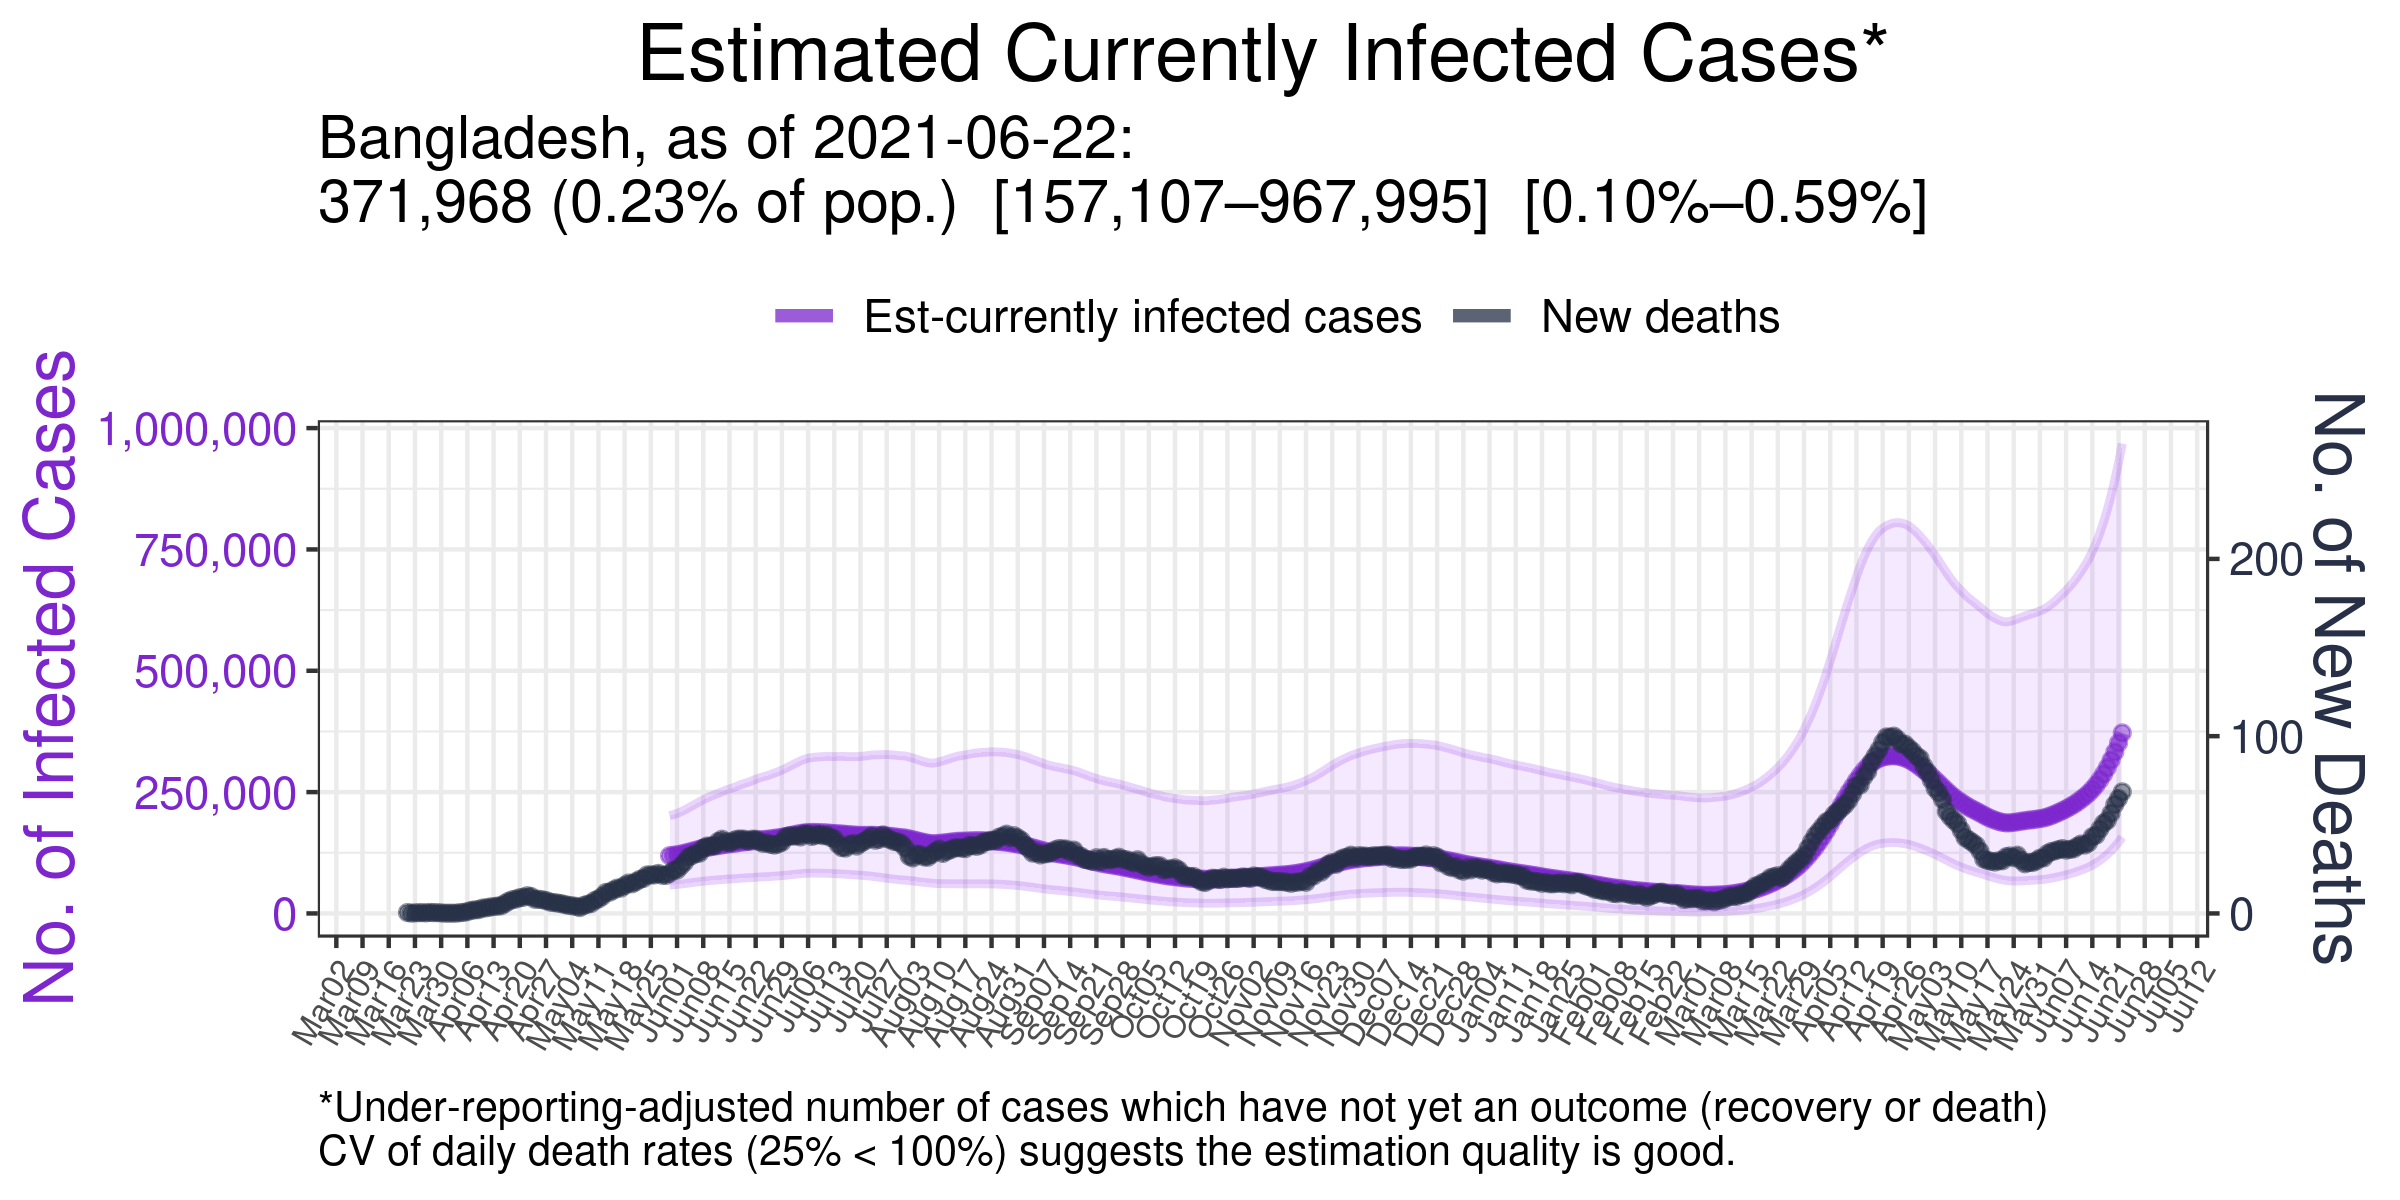 Estimated Currently Infected Cases*
Bangladesh, as of 2021-06-22:
371,968 (0.23% of pop.) [157,107–967,995] [0.10%–0.59%]
Est-currently infected cases
New deaths
No. of Infected Cases
1,000,000
750,000
500,000
250,000
0
No. of New Deaths
200
100
0
Mar02
Mar09
Mar16
Mar23
Mar30
Apr06
Apr13
Apr20
Apr27
May04
May11
May18
May25
Jun01
Jun08
Jun15
Jun22
Jun29
Jul06
Jul13
Jul20
Jul27
Aug03
Aug10
Aug17
Aug24
Aug31
Sep07
Sep14
Sep21
Sep28
Oct05
Oct12
Oct19
Oct26
Nov02
Nov09
Nov16
Nov23
Nov30
Dec07
Dec14
Dec21
Dec28
Jan04
Jan11
Jan18
Jan25
Feb01
Feb08
Feb15
Feb22
Mar01
Mar08
Mar15
Mar22
Mar29
Apr05
Apr12
Apr19
Apr26
May03
May10
May17
May24
May31
Jun07
Jun14
Jun21
Jun28
Jul05
Jul12
*Under-reporting-adjusted number of cases which have not yet an outcome (recovery or death)
CV of daily death rates (25% < 100%) suggests the estimation quality is good.